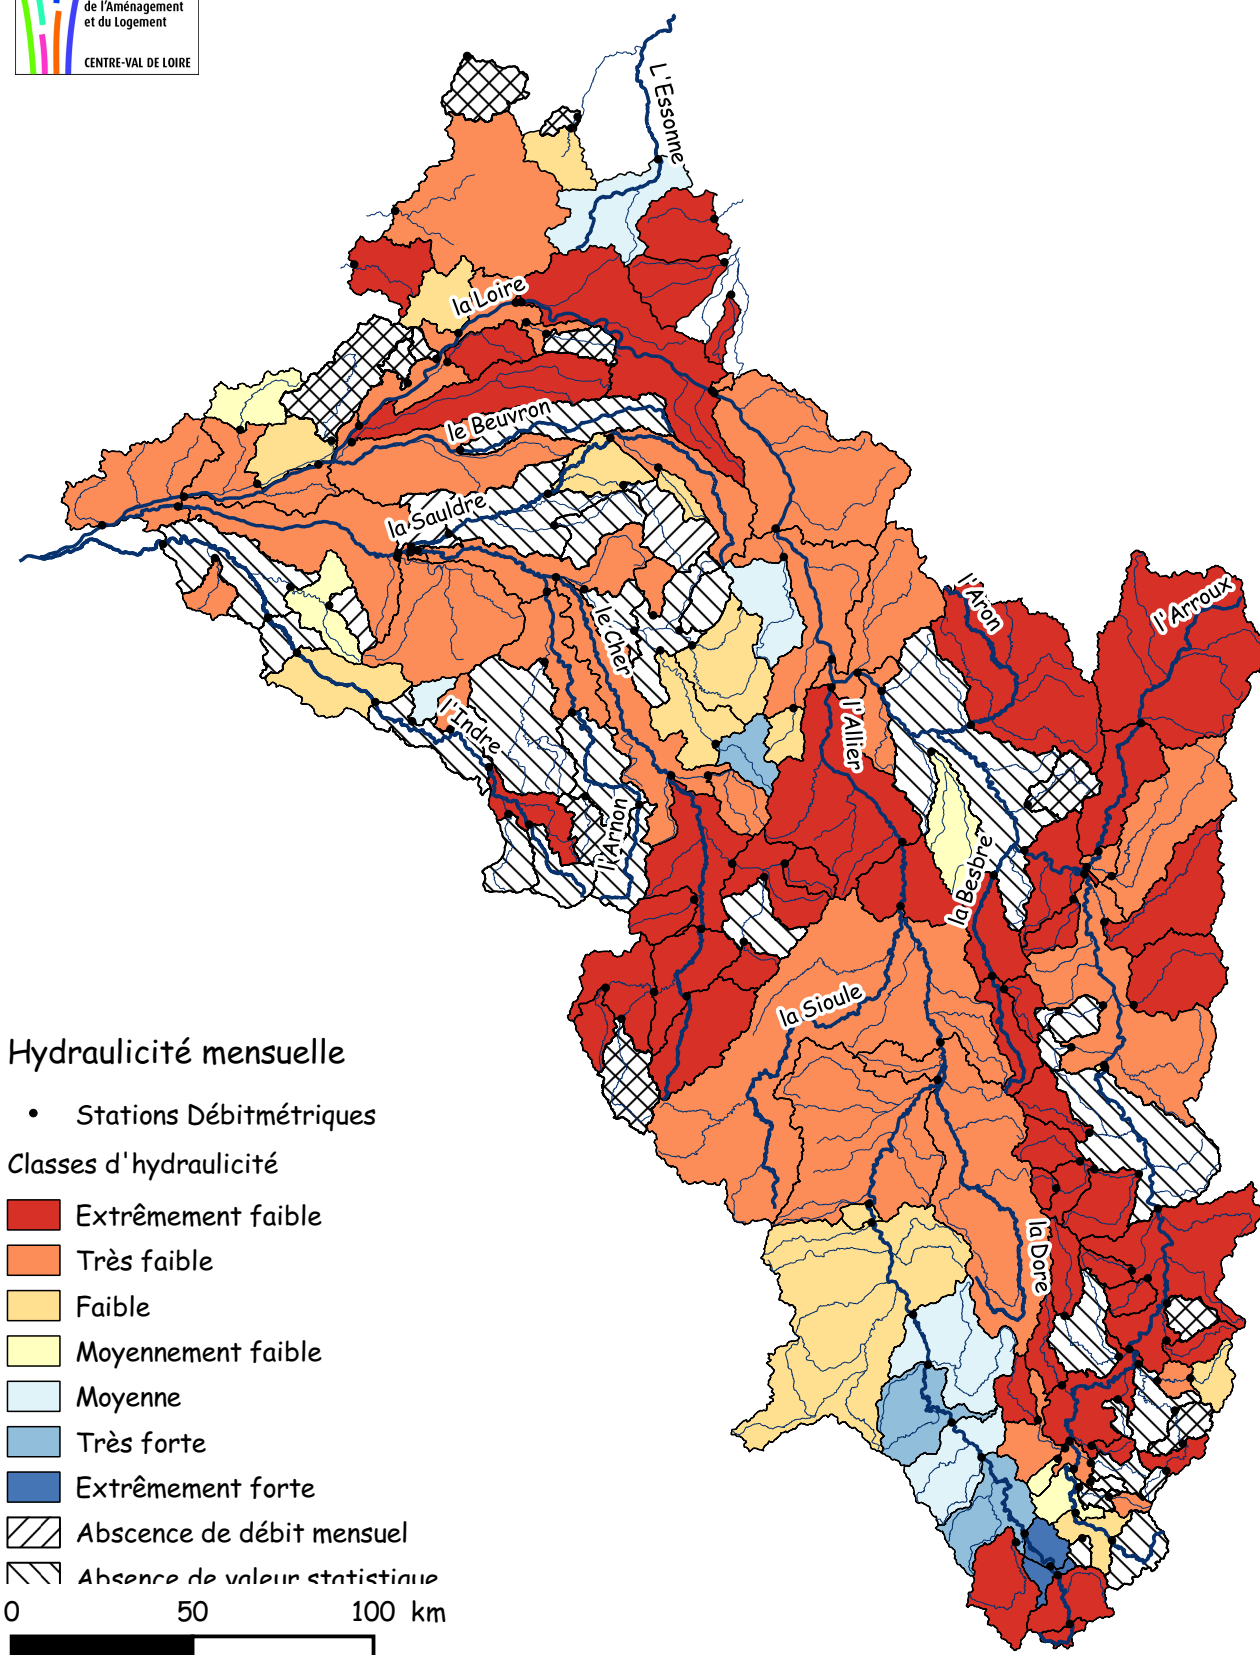 de l'Aménagement
et du Logement
CENTRE-VAL DE LOIRE
L'Essonne
la Loire
le Beuvron
la Sauldre
le Cher
l'Aron
l'Arroux
l'Indre
l'Allier
l'Arnon
la Besbre
la Sioule
la Dore
Hydraulicité mensuelle
Stations Débitmétriques
Classes d'hydraulicité
Extrêmement faible
Très faible
Faible
Moyennement faible
Moyenne
Très forte
Extrêmement forte
Abscence de débit mensuel
Absence de valeur statistique
0 50 100 km